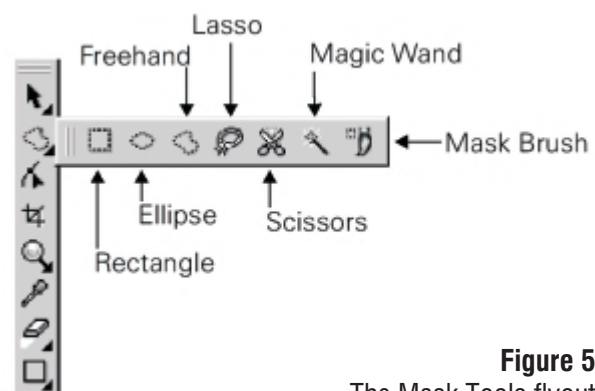 Lasso
Freehand
Magic Wand
Mask Brush
Ellipse
Scissors
Rectangle
Figure 5
The Mask Tools flyout